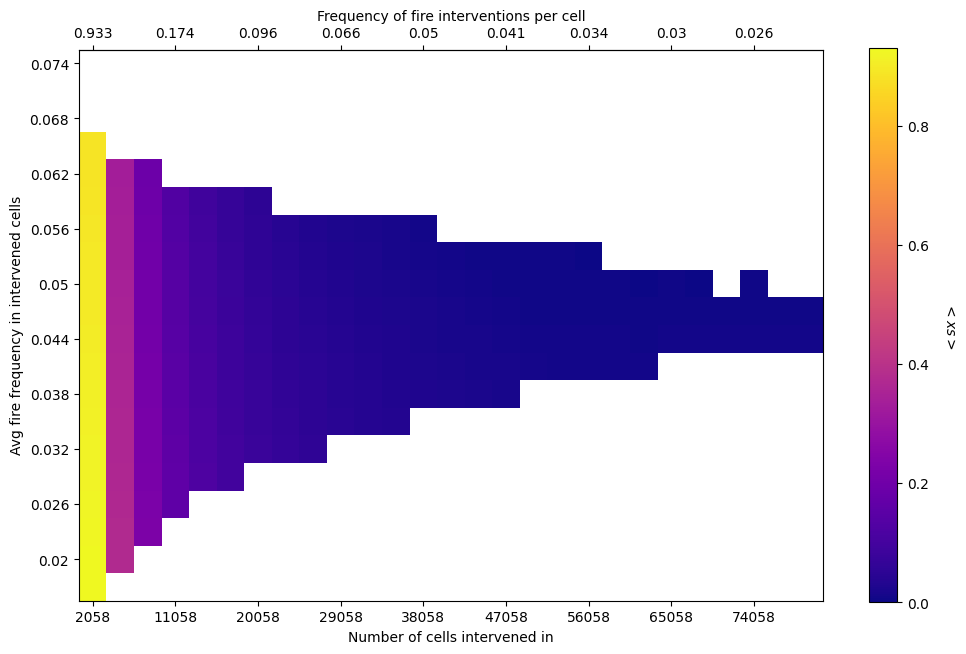 Frequency of fire interventions per cell
0.933 0.174 0.096 0.066 0.05 0.041 0.034 0.03 0.026
0.074
0.068
0.062
0.056
0.05
0.044
0.038
0.032
0.026
0.02
Avg fire frequency in intervened cells
2058 11058 20058 29058 38058 47058 56058 65058 74058
Number of cells intervened in
0.8
0.6
0.4
0.2
0.0
< sx >